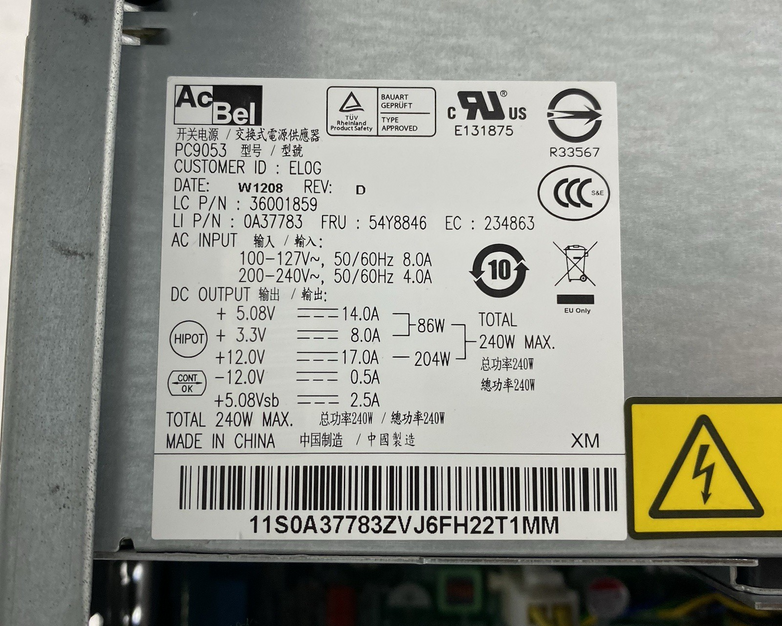 AcBel
TÜV
Rheinland
Product Safety
BAUART
GEPRÜFT
TYPE
APPROVED
C RU® US
E131875
R33567
CCC S&E
开关电源 / 交換式電源供應器
PC9053 型号 / 型號
CUSTOMER ID : ELOG
DATE: W1208 REV: D
LC P/N : 36001859
LI P/N : 0A37783 FRU : 54Y8846 EC : 234863
AC INPUT 输入 / 輸入:
100-127V~, 50/60Hz 8.0A
200-240V~, 50/60Hz 4.0A
10
EU Only
DC OUTPUT 输出 / 輸出:
+ 5.08V 14.0A
+ 3.3V 8.0A 86W
+12.0V 17.0A 204W
-12.0V 0.5A
+5.08Vsb 2.5A
HIPOT
CONT
OK
TOTAL
240W MAX.
总功率240W
總功率240W
TOTAL 240W MAX. 总功率240W / 總功率240W
MADE IN CHINA 中国制造 / 中國製造 XM
11S0A37783ZVJ6FH22T1MM